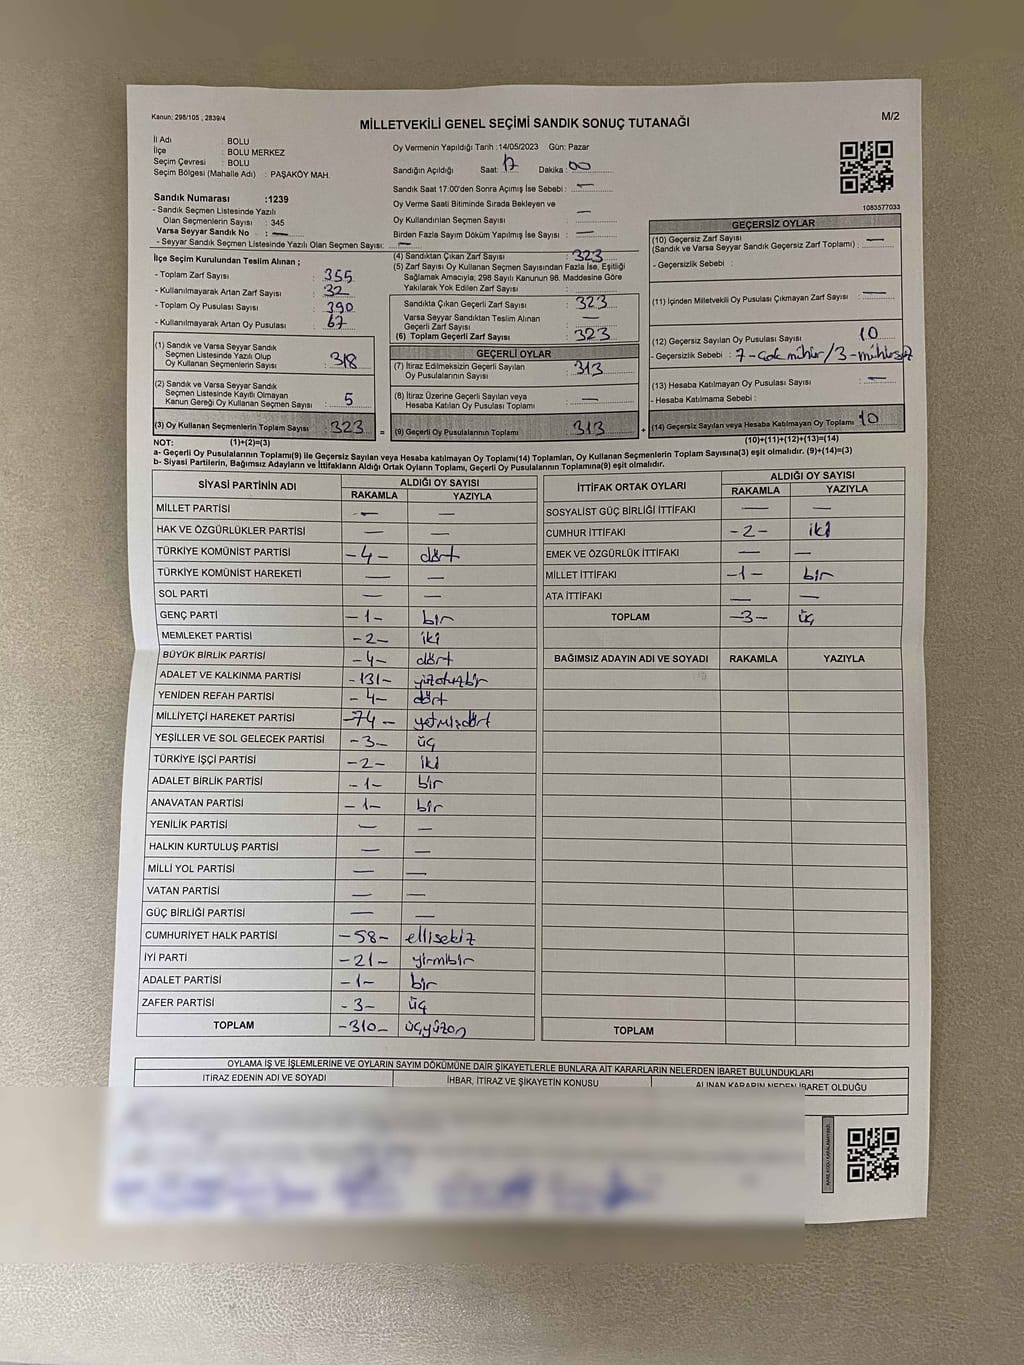 Kanun: 298/105 , 2839/4
MİLLETVEKİLİ GENEL SEÇİMİ SANDIK SONUÇ TUTANAĞI
M/2
İl Adı : BOLU
İlçe : BOLU MERKEZ
Seçim Çevresi : BOLU
Seçim Bölgesi (Mahalle Adı) : PAŞAKÖY MAH.
Sandık Numarası :1239
- Sandık Seçmen Listesinde Yazılı
Olan Seçmenlerin Sayısı : 345
Varsa Seyyar Sandık No : —
- Seyyar Sandık Seçmen Listesinde Yazılı Olan Seçmen Sayısı: —
Oy Vermenin Yapıldığı Tarih :14/05/2023 Gün: Pazar
Sandığın Açıldığı Saat: 17 Dakika : 00
Sandık Saat 17:00'den Sonra Açımış İse Sebebi : —
Oy Verme Saati Bitiminde Sırada Bekleyen ve
Oy Kullandırılan Seçmen Sayısı : —
Birden Fazla Sayım Döküm Yapılmış İse Sayısı : —
1083577033
İlçe Seçim Kurulundan Teslim Alınan ;
- Toplam Zarf Sayısı : 355
- Kullanılmayarak Artan Zarf Sayısı : 32
- Toplam Oy Pusulası Sayısı : 390
- Kullanılmayarak Artan Oy Pusulası : 67
(1) Sandık ve Varsa Seyyar Sandık
Seçmen Listesinde Yazılı Olup
Oy Kullanan Seçmen Sayısı : 318
(2) Sandık ve Varsa Seyyar Sandık
Seçmen Listesinde Kayıtlı Olmayan
Kanun Gereği Oy Kullanan Seçmen Sayısı : 5
(3) Oy Kullanan Seçmenlerin Toplam Sayısı : 323 =
(4) Sandıktan Çıkan Zarf Sayısı : 323
(5) Zarf Sayısı Oy Kullanan Seçmen Sayısından Fazla İse, Eşitliği
Sağlamak Amacıyla; 298 Sayılı Kanunun 98. Maddesine Göre
Yakılarak Yok Edilen Zarf Sayısı :
Sandıkta Çıkan Geçerli Zarf Sayısı : 323
Varsa Seyyar Sandıktan Teslim Alınan
Geçerli Zarf Sayısı : —
(6) Toplam Geçerli Zarf Sayısı : 323
GEÇERLİ OYLAR
(7) İtiraz Edilmeksizin Geçerli Sayılan
Oy Pusulalarının Sayısı : 313
(8) İtiraz Üzerine Geçerli Sayılan veya
Hesaba Katılan Oy Pusulası Toplamı : —
(9) Geçerli Oy Pusulalarının Toplamı : 313 +
GEÇERSİZ OYLAR
(10) Geçersiz Zarf Sayısı
(Sandık ve Varsa Seyyar Sandık Geçersiz Zarf Toplamı) : —
- Geçersizlik Sebebi :
(11) İçinden Milletvekili Oy Pusulası Çıkmayan Zarf Sayısı : —
(12) Geçersiz Sayılan Oy Pusulası Sayısı : 10
- Geçersizlik Sebebi : 7-çok mühür/3-mühürsüz
(13) Hesaba Katılmayan Oy Pusulası Sayısı : —
- Hesaba Katılmama Sebebi :
(14) Geçersiz Sayılan veya Hesaba Katılmayan Oy Toplamı : 10
NOT: (1)+(2)=(3) (10)+(11)+(12)+(13)=(14)
a- Geçerli Oy Pusulalarının Toplamı(9) ile Geçersiz Sayılan veya Hesaba Katılmayan Oy Toplamı(14) Toplamları, Oy Kullanan Seçmenlerin Toplam Sayısına(3) eşit olmalıdır. (9)+(14)=(3)
b- Siyasi Partilerin, Bağımsız Adayların ve İttifakların Aldığı Ortak Oyların Toplamı, Geçerli Oy Pusulalarının Toplamına(9) eşit olmalıdır.
SİYASİ PARTİNİN ADI ALDIĞI OY SAYISI
RAKAMLA YAZIYLA
MİLLET PARTİSİ — —
HAK VE ÖZGÜRLÜKLER PARTİSİ — —
TÜRKİYE KOMÜNİST PARTİSİ -4- dört
TÜRKİYE KOMÜNİST HAREKETİ — —
SOL PARTİ — —
GENÇ PARTİ -1- bir
MEMLEKET PARTİSİ -2- iki
BÜYÜK BİRLİK PARTİSİ -4- dört
ADALET VE KALKINMA PARTİSİ -131- yüzotuzbir
YENİDEN REFAH PARTİSİ -4- dört
MİLLİYETÇİ HAREKET PARTİSİ -74- yetmişdört
YEŞİLLER VE SOL GELECEK PARTİSİ -3- üç
TÜRKİYE İŞÇİ PARTİSİ -2- iki
ADALET BİRLİK PARTİSİ -1- bir
ANAVATAN PARTİSİ -1- bir
YENİLİK PARTİSİ — —
HALKIN KURTULUŞ PARTİSİ — —
MİLLİ YOL PARTİSİ — —
VATAN PARTİSİ — —
GÜÇ BİRLİĞİ PARTİSİ — —
CUMHURİYET HALK PARTİSİ -58- ellisekiz
İYİ PARTİ -21- yirmibir
ADALET PARTİSİ -1- bir
ZAFER PARTİSİ -3- üç
TOPLAM -310- üçyüzon
İTTİFAK ORTAK OYLARI ALDIĞI OY SAYISI
RAKAMLA YAZIYLA
SOSYALİST GÜÇ BİRLİĞİ İTTİFAKI — —
CUMHUR İTTİFAKI -2- iki
EMEK VE ÖZGÜRLÜK İTTİFAKI — —
MİLLET İTTİFAKI -1- bir
ATA İTTİFAKI — —
TOPLAM -3- üç
BAĞIMSIZ ADAYIN ADI VE SOYADI RAKAMLA YAZIYLA
TOPLAM
OYLAMA İŞ VE İŞLEMLERİNE VE OYLARIN SAYIM DÖKÜMÜNE DAİR ŞİKAYETLERLE BUNLARA AİT KARARLARIN NELERDEN İBARET BULUNDUKLARI
İTİRAZ EDENİN ADI VE SOYADI İHBAR, İTİRAZ VE ŞİKAYETİN KONUSU ALINAN KARARIN NEDEN İBARET OLDUĞU